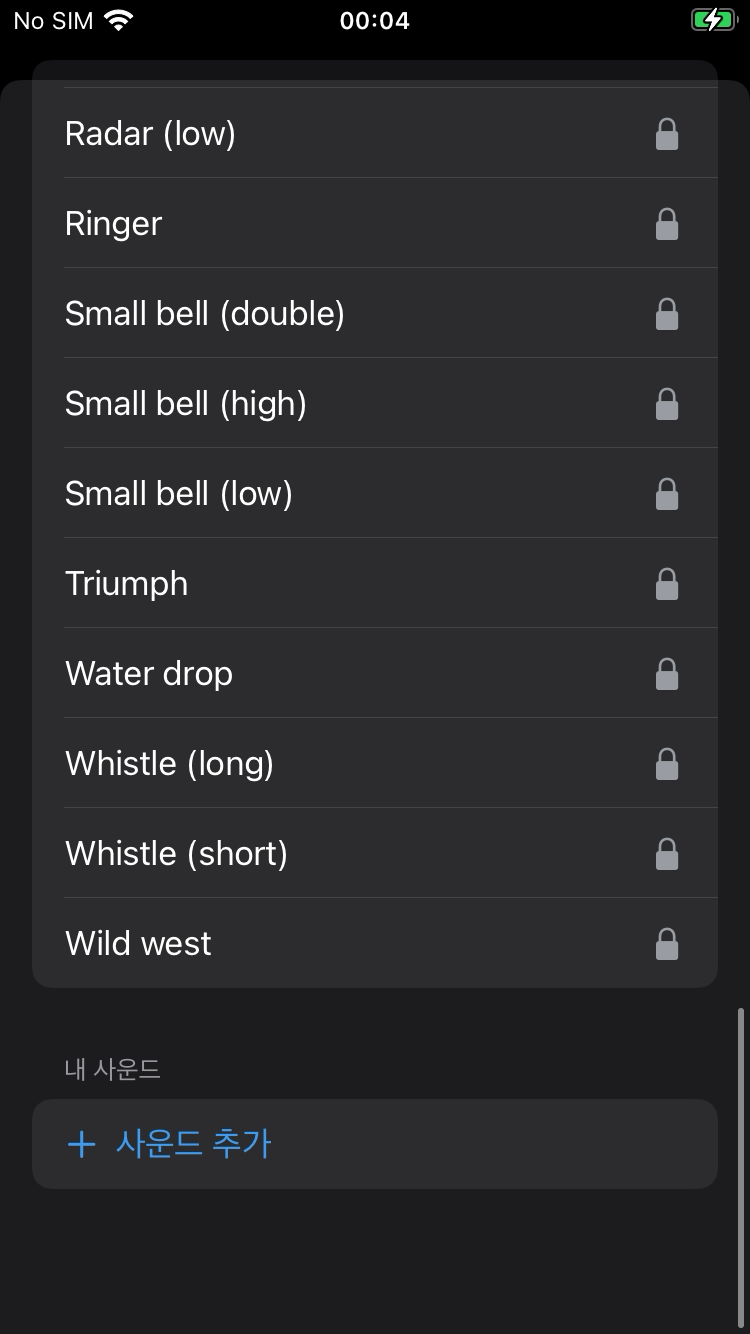 No SIM 00:04
Radar (low)
Ringer
Small bell (double)
Small bell (high)
Small bell (low)
Triumph
Water drop
Whistle (long)
Whistle (short)
Wild west
내 사운드
+ 사운드 추가